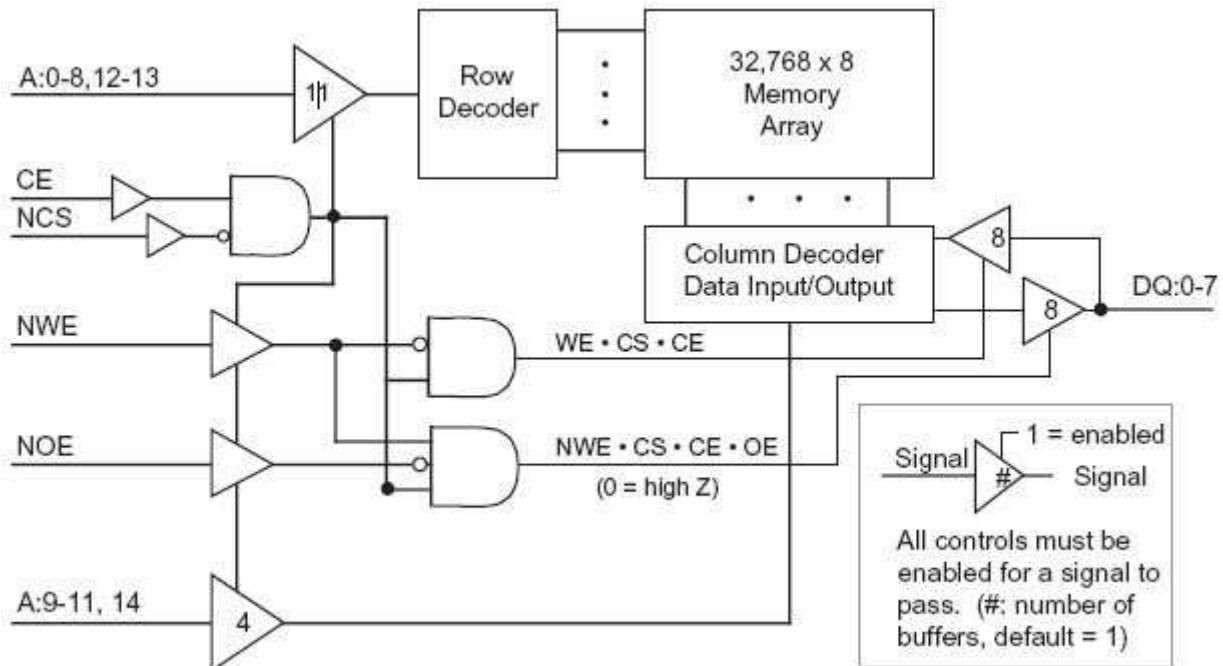 A:0-8,12-13
11
Row
Decoder
32,768 x 8
Memory
Array
CE
NCS
Column Decoder
Data Input/Output
8
8
DQ:0-7
NWE
WE • CS • CE
NOE
NWE • CS • CE • OE
(0 = high Z)
A:9-11, 14
4
1 = enabled
Signal
#
Signal
All controls must be
enabled for a signal to
pass. (#: number of
buffers, default = 1)